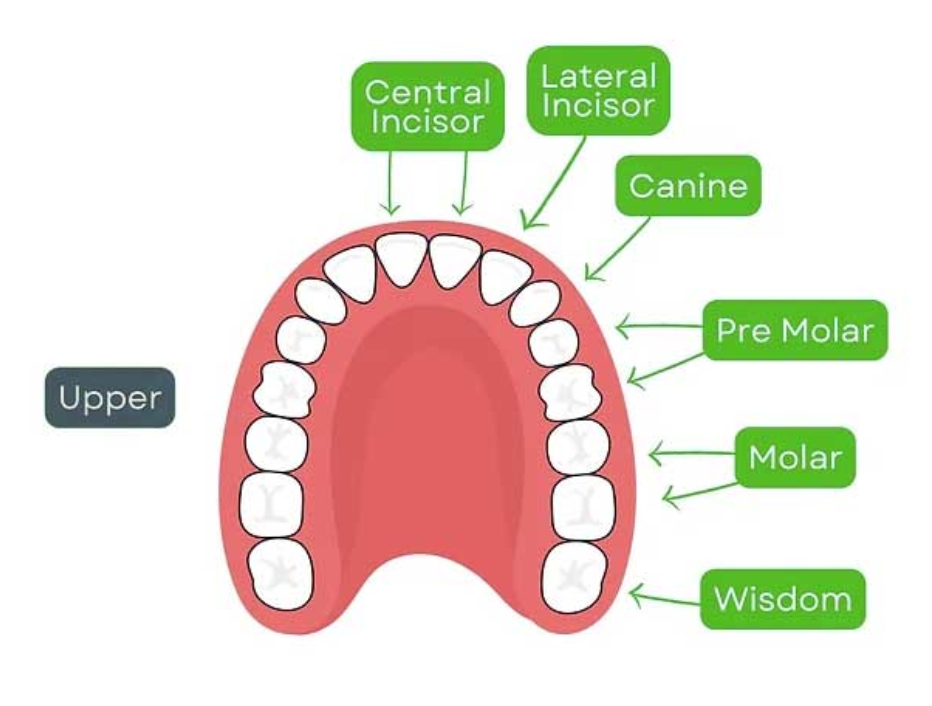 Central
Incisor
Lateral
Incisor
Canine
Pre Molar
Upper
Molar
Wisdom